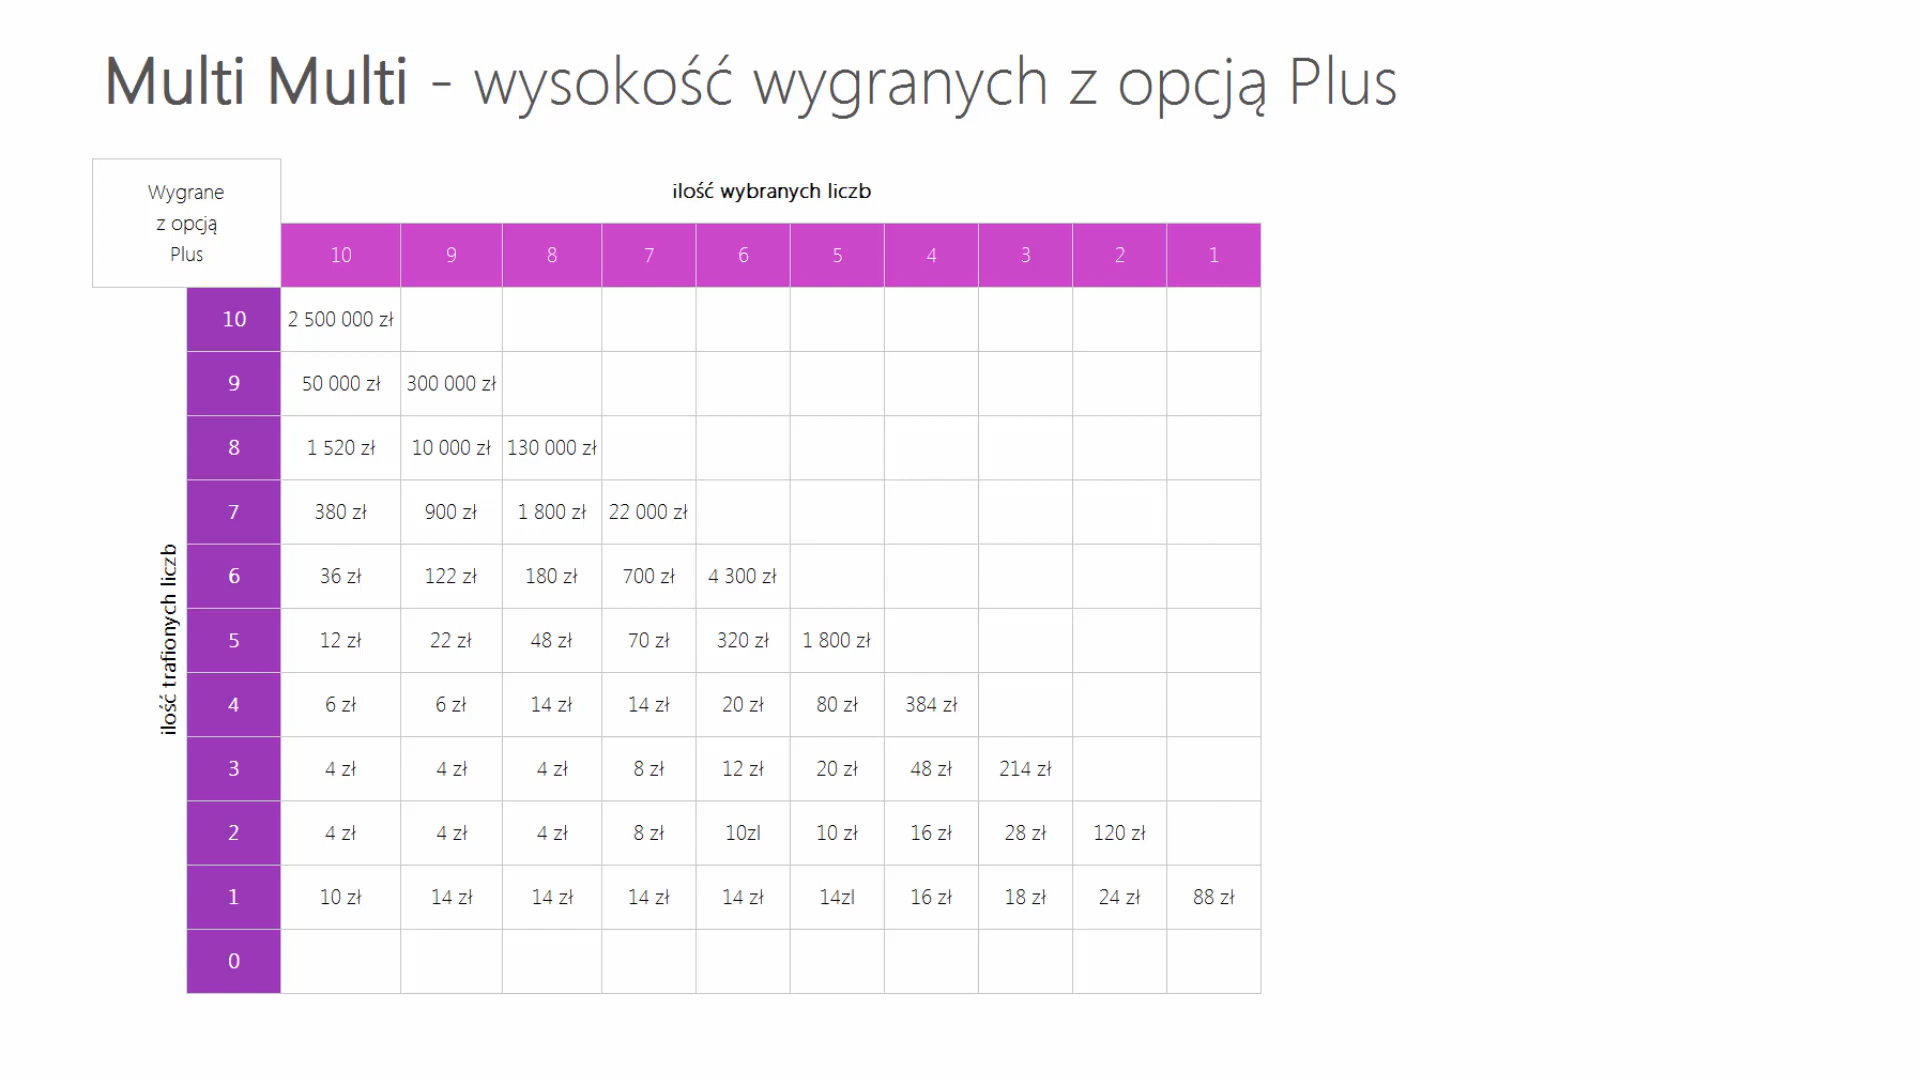 Multi Multi - wysokość wygranych z opcją Plus
Wygrane
z opcją
Plus
ilość wybranych liczb
10 9 8 7 6 5 4 3 2 1
ilość trafionych liczb
10 2 500 000 zł
9 50 000 zł 300 000 zł
8 1 520 zł 10 000 zł 130 000 zł
7 380 zł 900 zł 1 800 zł 22 000 zł
6 36 zł 122 zł 180 zł 700 zł 4 300 zł
5 12 zł 22 zł 48 zł 70 zł 320 zł 1 800 zł
4 6 zł 6 zł 14 zł 14 zł 20 zł 80 zł 384 zł
3 4 zł 4 zł 4 zł 8 zł 12 zł 20 zł 48 zł 214 zł
2 4 zł 4 zł 4 zł 8 zł 10zl 10 zł 16 zł 28 zł 120 zł
1 10 zł 14 zł 14 zł 14 zł 14 zł 14zl 16 zł 18 zł 24 zł 88 zł
0